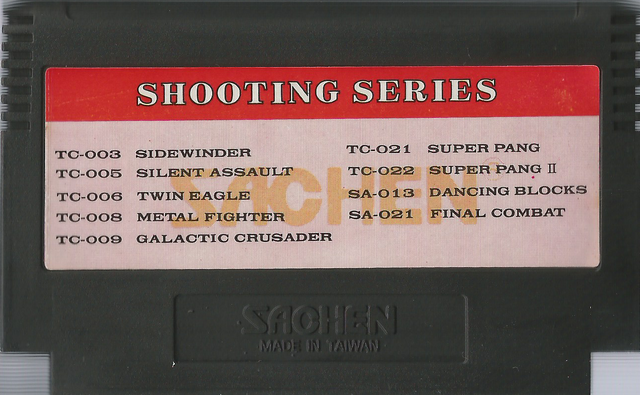 SHOOTING SERIES
TC-003 SIDEWINDER
TC-005 SILENT ASSAULT
TC-006 TWIN EAGLE
TC-008 METAL FIGHTER
TC-009 GALACTIC CRUSADER
TC-021 SUPER PANG
TC-022 SUPER PANG II
SA-013 DANCING BLOCKS
SA-021 FINAL COMBAT
SACHEN®
SACHEN
MADE IN TAIWAN